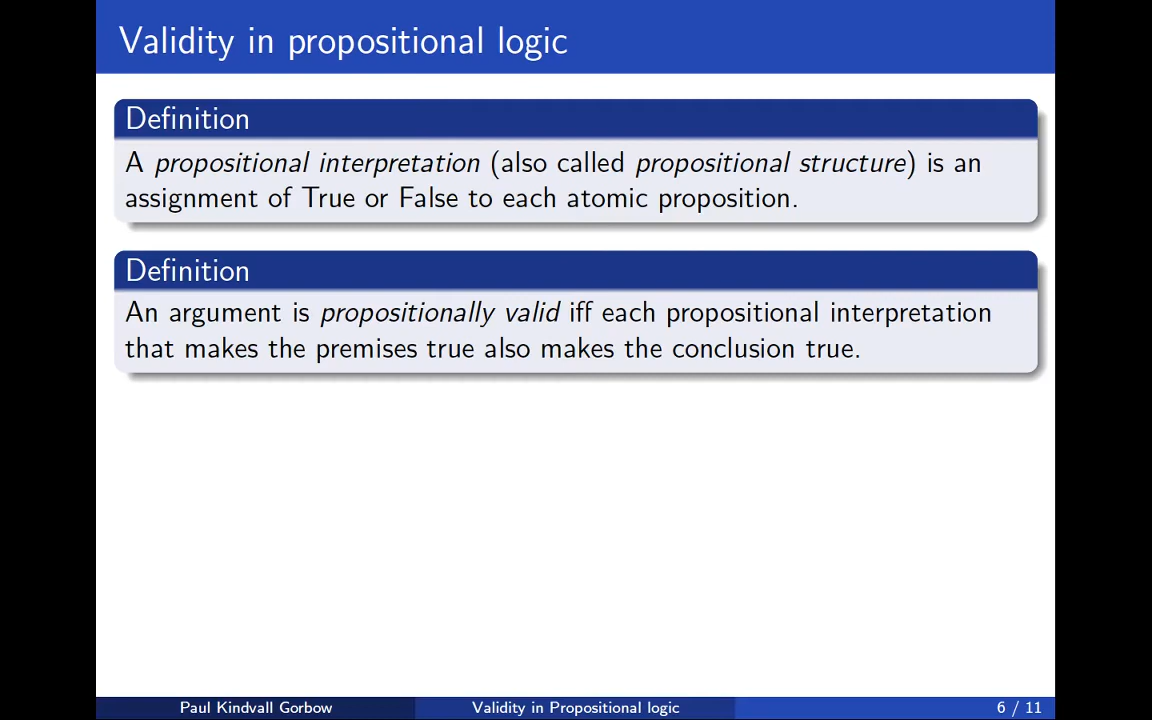 Validity in propositional logic
Definition
A propositional interpretation (also called propositional structure) is an
assignment of True or False to each atomic proposition.
Definition
An argument is propositionally valid iff each propositional interpretation
that makes the premises true also makes the conclusion true.
Paul Kindvall Gorbow
Validity in Propositional logic
6 / 11